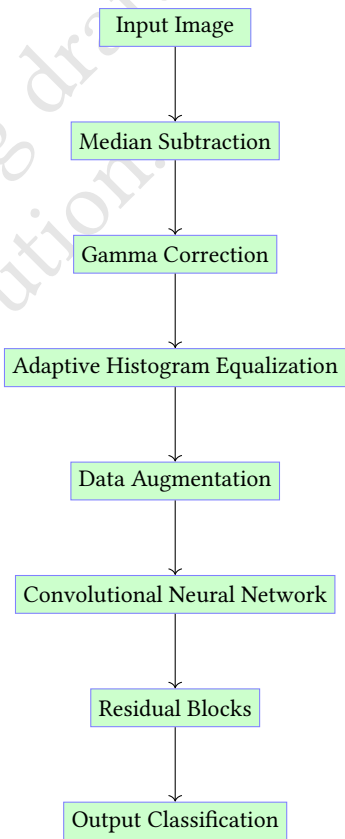 Input Image
Median Subtraction
Gamma Correction
Adaptive Histogram Equalization
Data Augmentation
Convolutional Neural Network
Residual Blocks
Output Classification